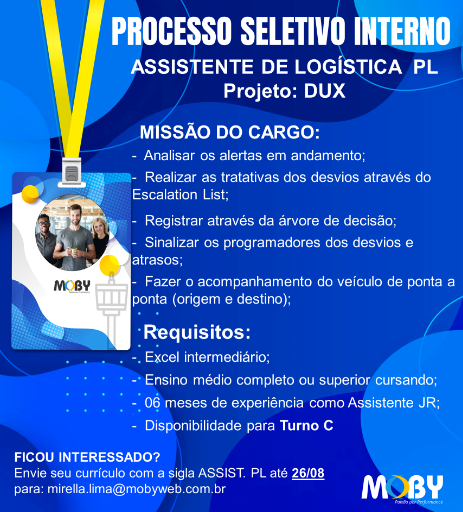 PROCESSO SELETIVO INTERNO
ASSISTENTE DE LOGÍSTICA PL
Projeto: DUX
MISSÃO DO CARGO:
- Analisar os alertas em andamento;
- Realizar as tratativas dos desvios através do
Escalation List;
- Registrar através da árvore de decisão;
- Sinalizar os programadores dos desvios e
atrasos;
- Fazer o acompanhamento do veículo de ponta a
ponta (origem e destino);
MOBY
Requisitos:
- Excel intermediário;
- Ensino médio completo ou superior cursando;
- 06 meses de experiência como Assistente JR;
- Disponibilidade para Turno C
FICOU INTERESSADO?
Envie seu currículo com a sigla ASSIST. PL até 26/08
para: mirella.lima@mobyweb.com.br
MOBY
Paixão por Performance